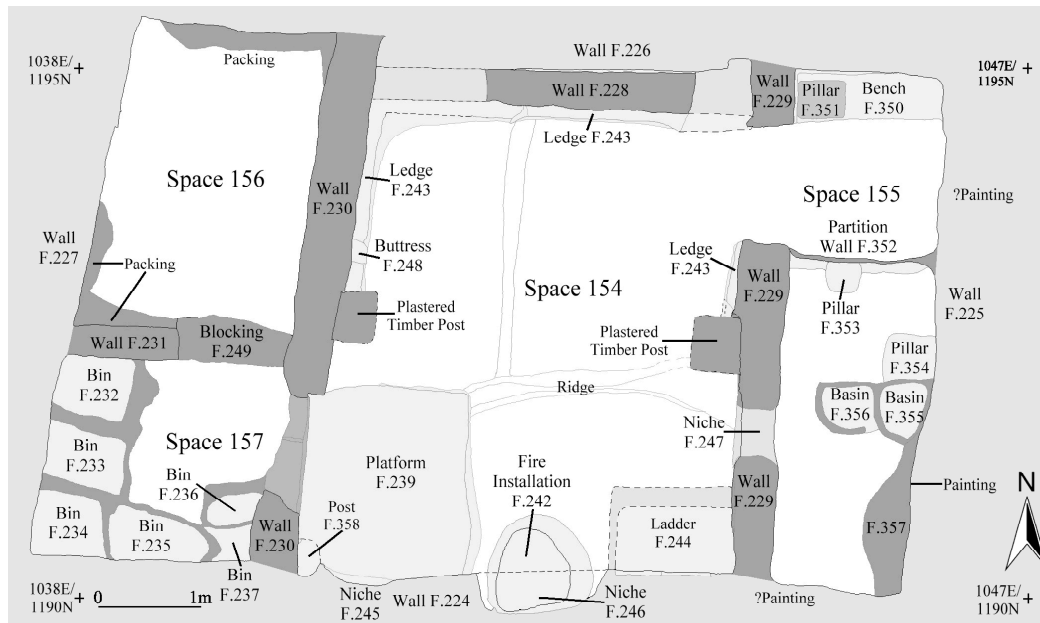 1038E/
1195N
Packing
Wall F.226
1047E/
1195N
Wall F.228
Wall
F.229
Pillar
F.351
Bench
F.350
Ledge F.243
Space 156
Wall
F.230
Ledge
F.243
Space 155
?Painting
Partition
Wall F.352
Wall
F.227
Packing
Buttress
F.248
Ledge
F.243
Wall
F.229
Space 154
Pillar
F.353
Wall
F.225
Plastered
Timber Post
Plastered
Timber Post
Wall F.231
Blocking
F.249
Pillar
F.354
Bin
F.232
Ridge
Basin
F.356
Basin
F.355
Niche
F.247
Space 157
Bin
F.233
Bin
F.236
Platform
F.239
Fire
Installation
F.242
Wall
F.229
Painting
N
Bin
F.234
Bin
F.235
Wall
F.230
Post
F.358
Ladder
F.244
F.357
Bin
F.237
1038E/
1190N
0
1m
Niche
F.245
Wall F.224
Niche
F.246
?Painting
1047E/
1190N